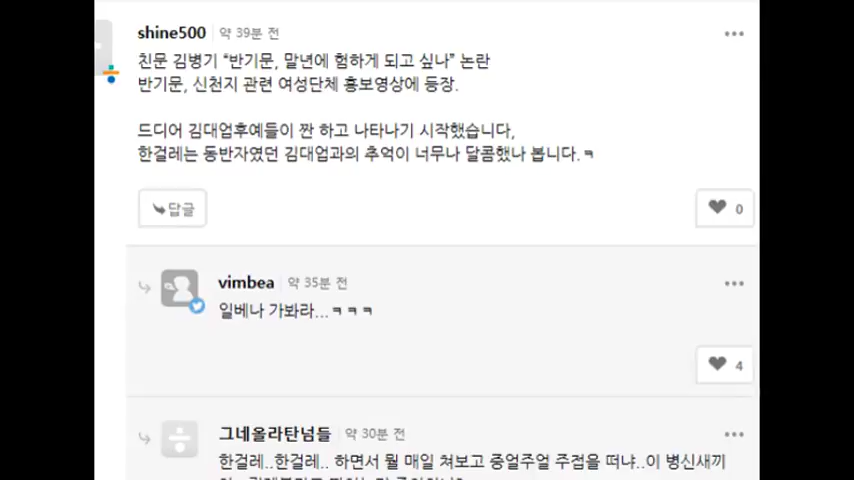 shine500 약 39분 전
친문 김병기 “반기문, 말년에 험하게 되고 싶나” 논란
반기문, 신천지 관련 여성단체 홍보영상에 등장.
드디어 김대업후예들이 짠 하고 나타나기 시작했습니다,
한걸레는 동반자였던 김대업과의 추억이 너무나 달콤했나 봅니다.ㅋ
답글
0
vimbea 약 35분 전
일베나 가봐라...ㅋㅋㅋ
4
그네올라탄넘들 약 30분 전
한걸레..한걸레.. 하면서 뭘 매일 쳐보고 중얼주얼 주접을 떠냐..이 병신새끼